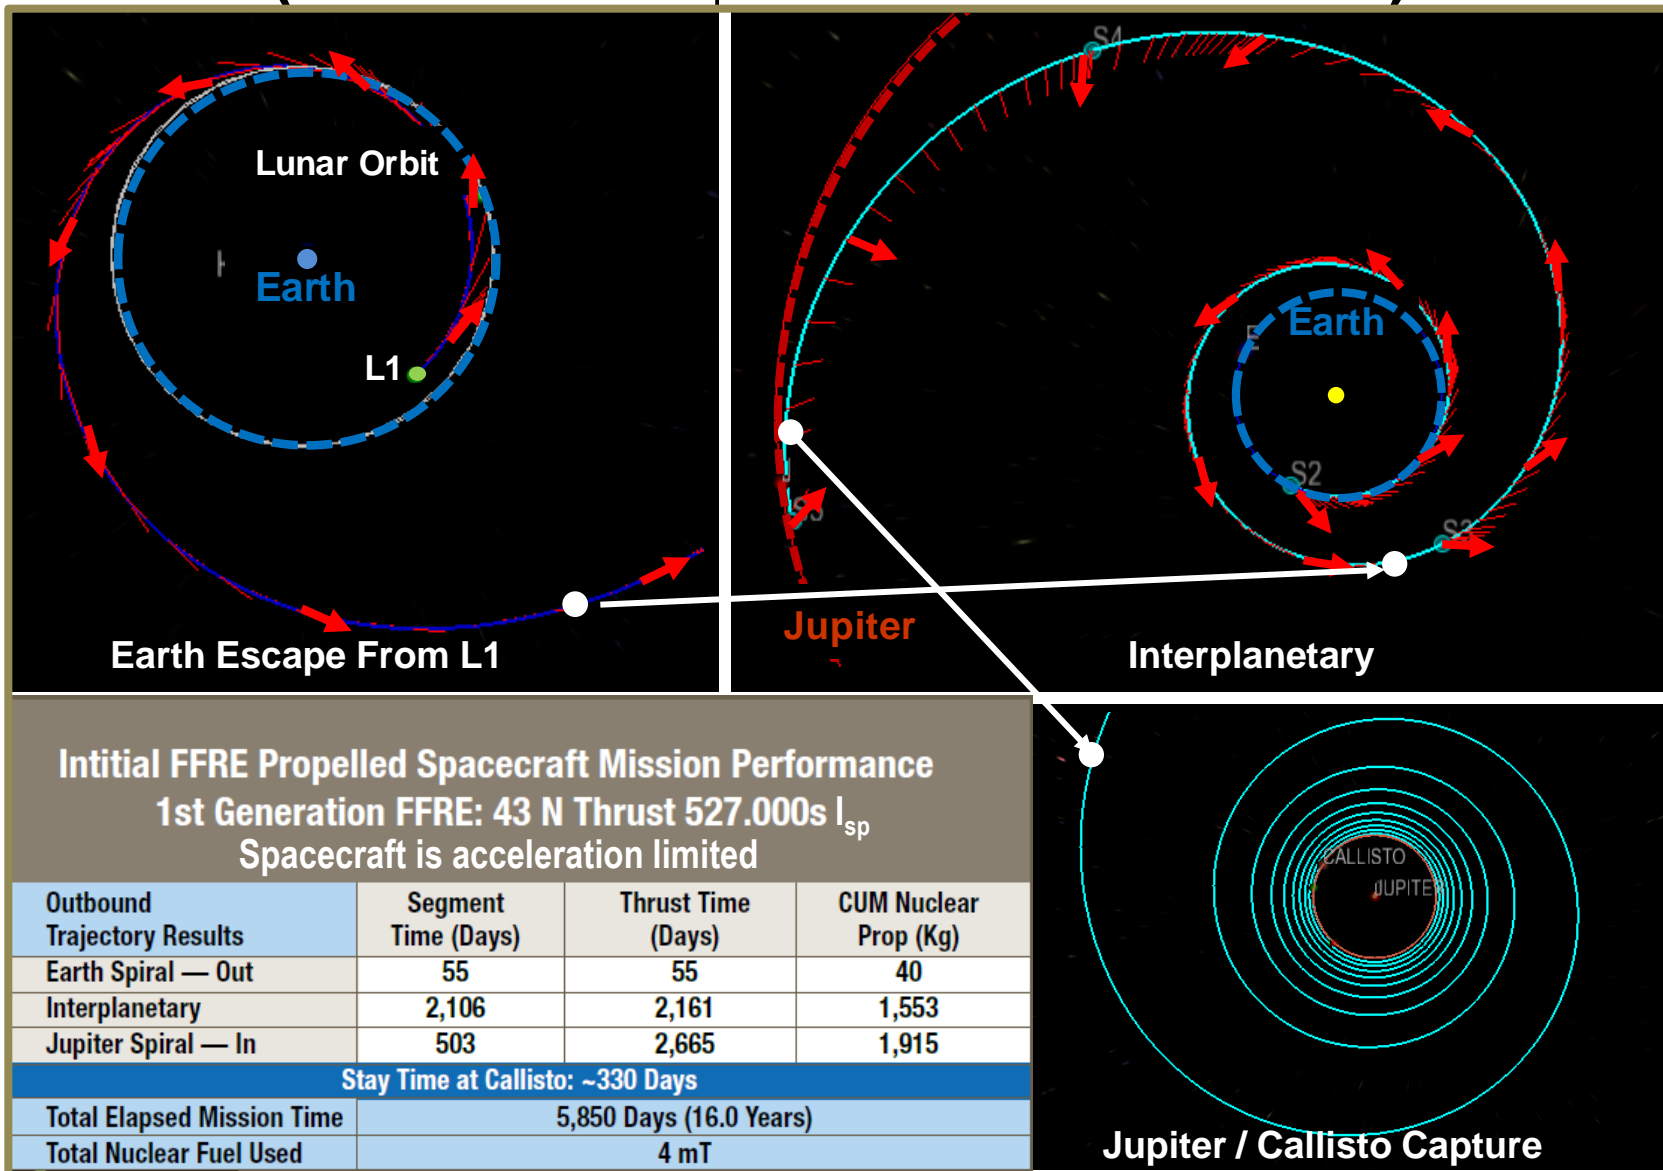 Lunar Orbit
Earth
L1
Earth Escape From L1
S4
Earth
S2
S3
S5
J
Jupiter
Interplanetary
Intitial FFRE Propelled Spacecraft Mission Performance
1st Generation FFRE: 43 N Thrust 527.000s Isp
Spacecraft is acceleration limited
Outbound Trajectory Results	Segment Time (Days)	Thrust Time (Days)	CUM Nuclear Prop (Kg)
Earth Spiral — Out	55	55	40
Interplanetary	2,106	2,161	1,553
Jupiter Spiral — In	503	2,665	1,915
Stay Time at Callisto: ~330 Days
Total Elapsed Mission Time	5,850 Days (16.0 Years)
Total Nuclear Fuel Used	4 mT
CALLISTO
JUPITE
Jupiter / Callisto Capture